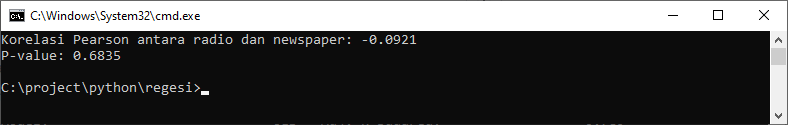 C:\Windows\System32\cmd.exe
Korelasi Pearson antara radio dan newspaper: -0.0921
P-value: 0.6835
C:\project\python\regesi>